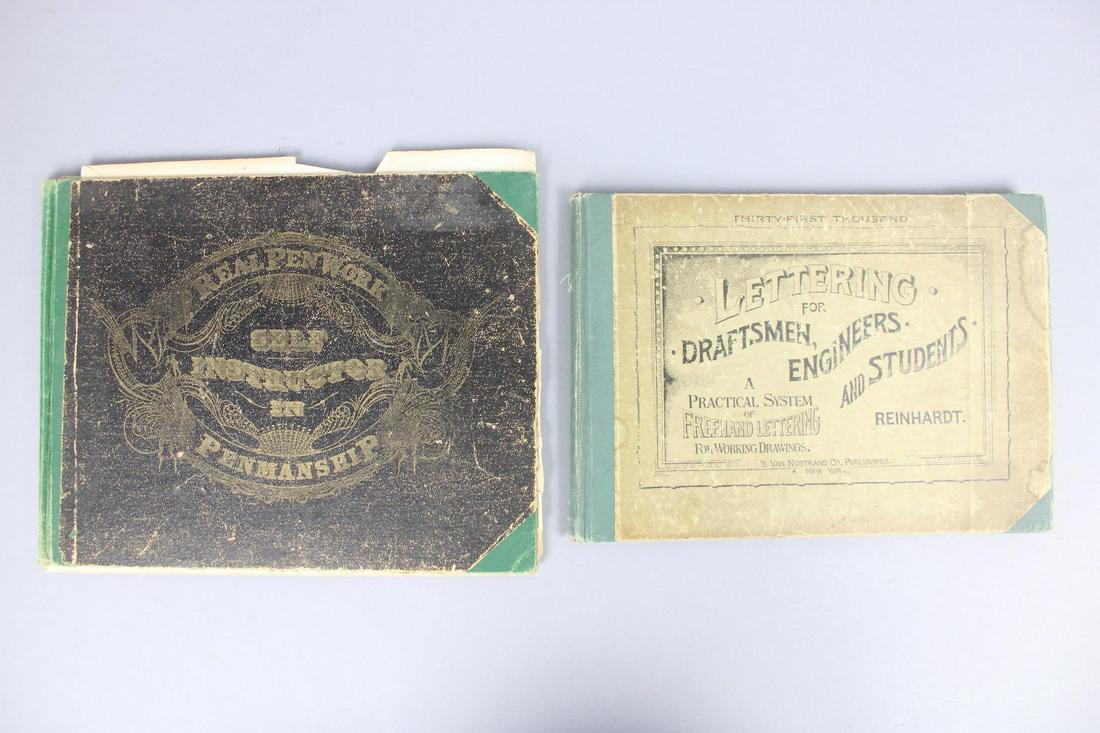 REAL PEN WORK
SELF
INSTRUCTOR
IN
PENMANSHIP
THIRTY-FIRST THOUSAND.
LETTERING
FOR
DRAFTSMEN,
ENGINEERS
AND STUDENTS
A
PRACTICAL SYSTEM
OF
FREEHAND LETTERING
FOR WORKING DRAWINGS.
REINHARDT.
D. VAN NOSTRAND CO., PUBLISHERS.
NEW YORK.